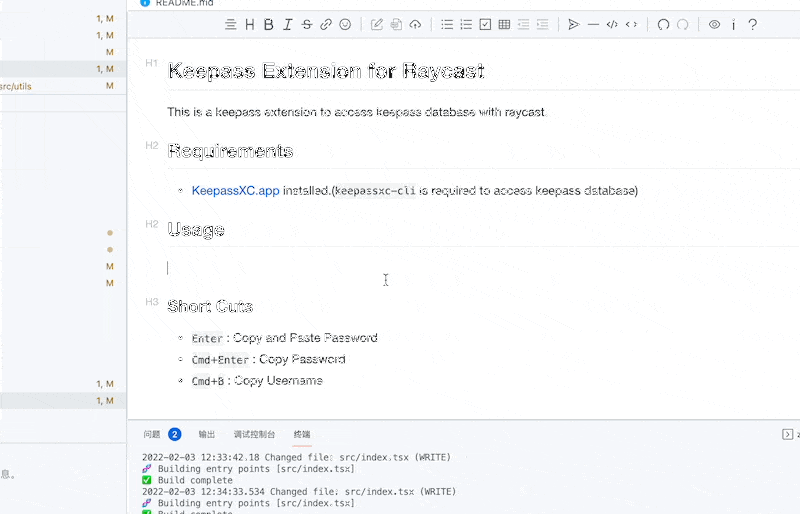 README.md
1, M
1, M
M
1, M
src/utils M
M
M
1, M
1, M
息。
H1 Keepass Extension for Raycast
This is a keepass extension to access keepass database with raycast.
H2 Requirements
KeepassXC.app installed.(keepassxc-cli is required to access keepass database)
H2 Usage
H3 Short Cuts
Enter : Copy and Paste Password
Cmd+Enter : Copy Password
Cmd+B : Copy Username
问题 2 输出 调试控制台 终端
2022-02-03 12:33:42.18 Changed file: src/index.tsx (WRITE)
Building entry points [src/index.tsx]
Build complete
2022-02-03 12:34:33.534 Changed file: src/index.tsx (WRITE)
Building entry points [src/index.tsx]
Build complete